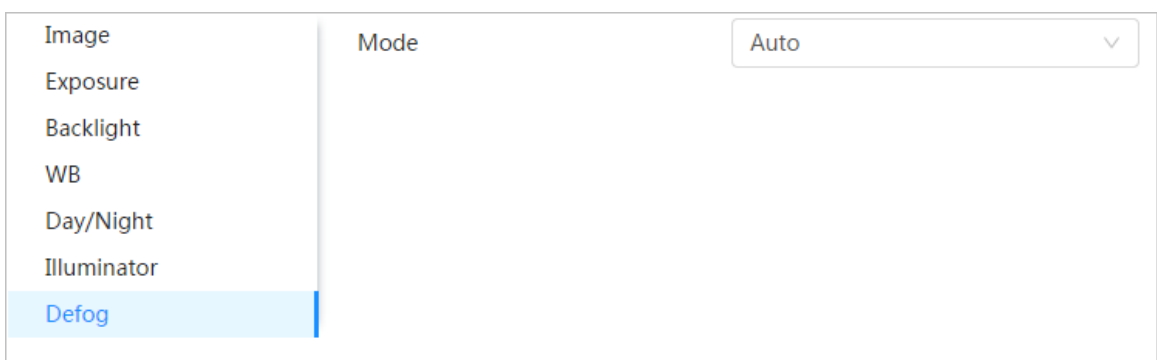 Image
Exposure
Backlight
WB
Day/Night
Illuminator
Defog
Mode
Auto